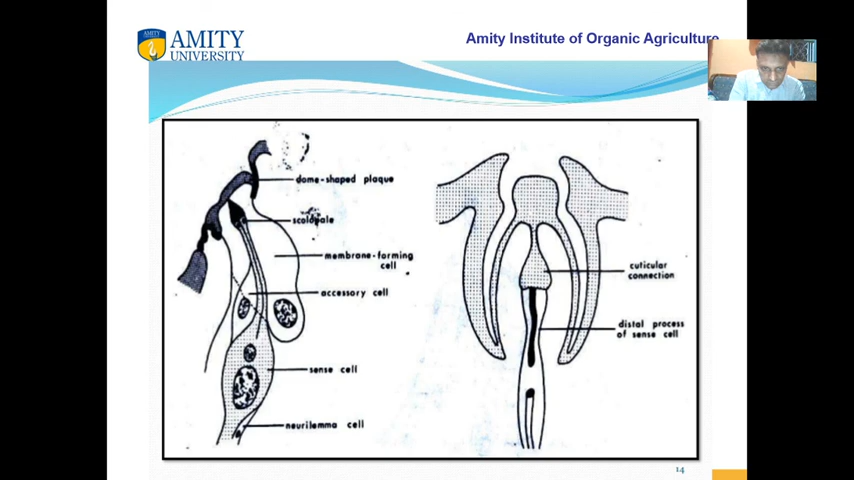 AMITY
UNIVERSITY
Amity Institute of Organic Agriculture
dome-shaped plaque
scolopale
membrane-forming
cell
accessory cell
sense cell
neurilemma cell
cuticular
connection
distal process
of sense cell
14